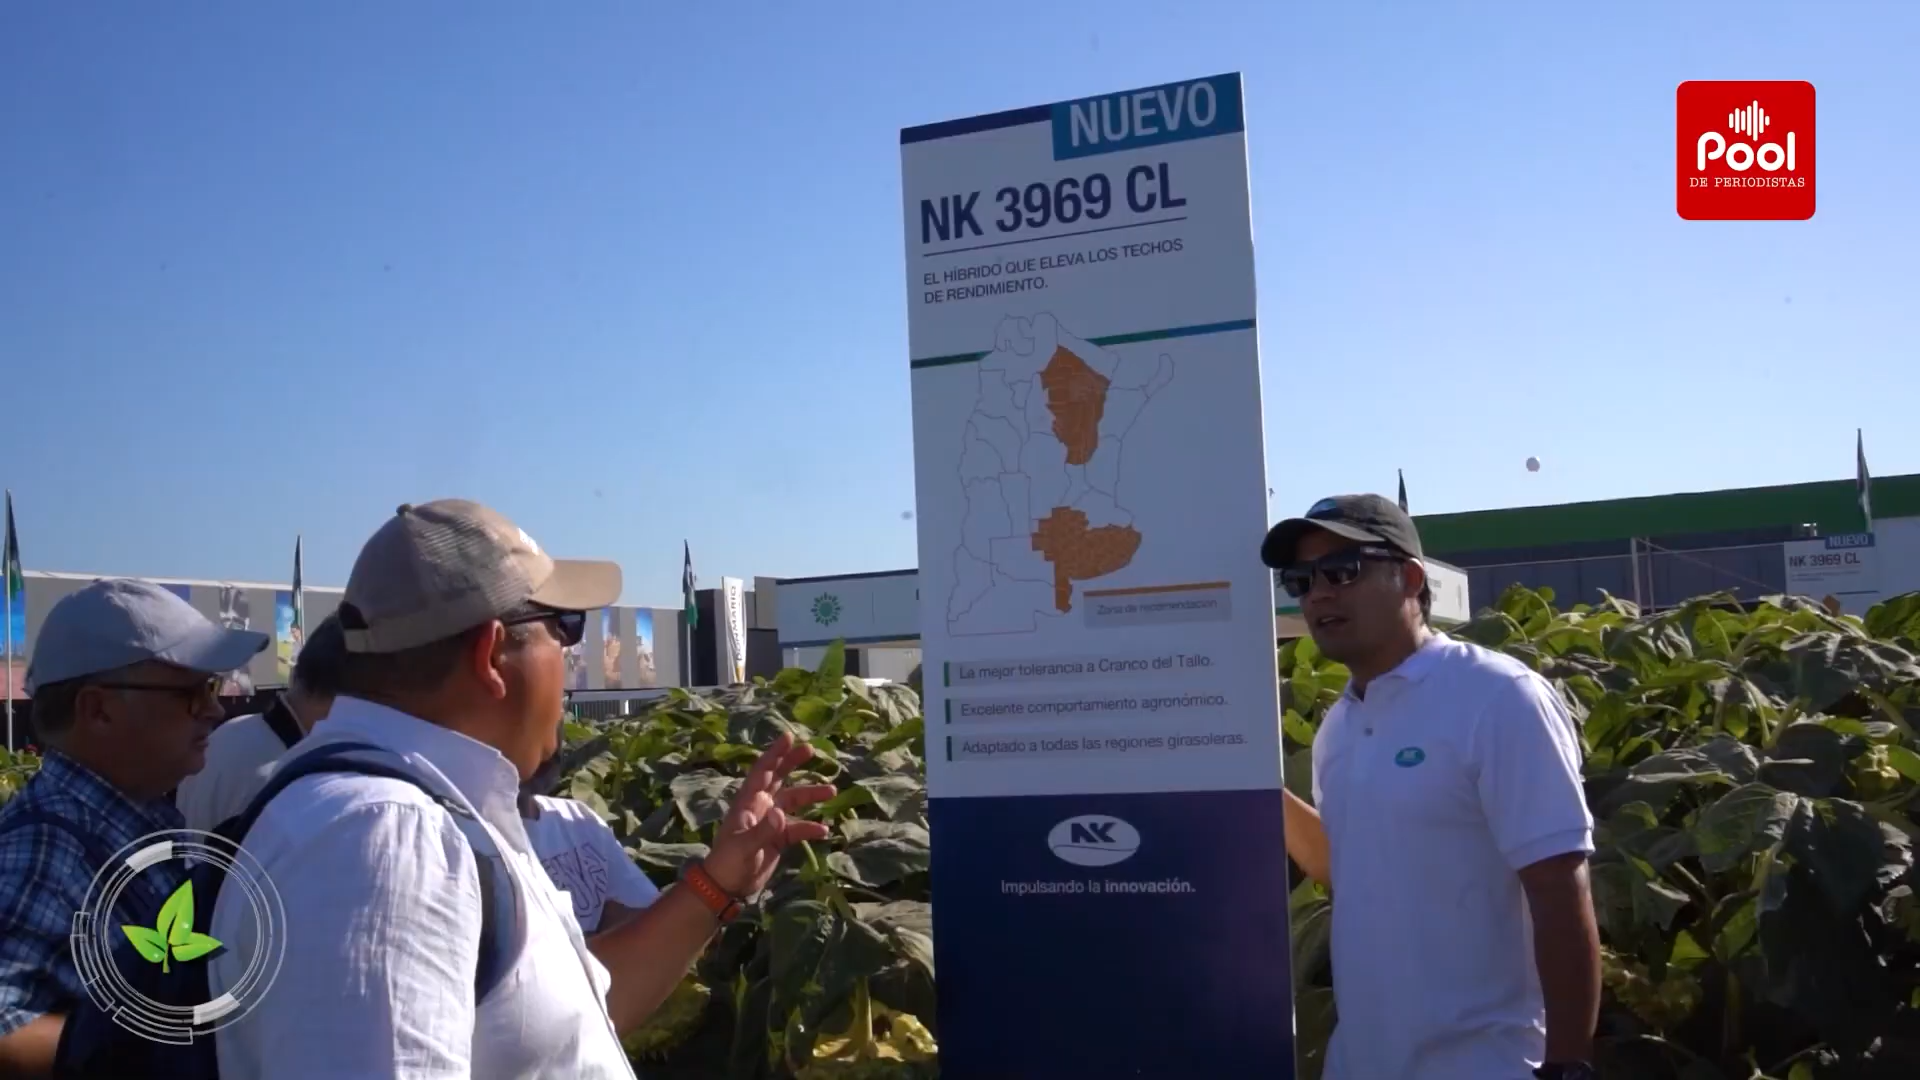 Pool
DE PERIODISTAS
NUEVO
NK 3969 CL
EL HÍBRIDO QUE ELEVA LOS TECHOS
DE RENDIMIENTO.
Zona de recomendación
La mejor tolerancia a Cranco del Tallo.
Excelente comportamiento agronómico.
Adaptado a todas las regiones girasoleras.
NK
Impulsando la innovación.
NK
NUEVO
NK 3969 CL
DONMARIO